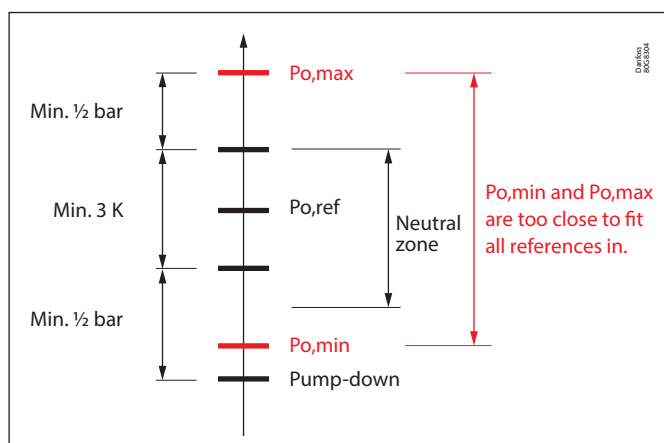 Danfoss
80G8304
Po,max
Min. ½ bar
Min. 3 K
Po,ref
Neutral
zone
Po,min and Po,max
are too close to fit
all references in.
Min. ½ bar
Po,min
Pump-down